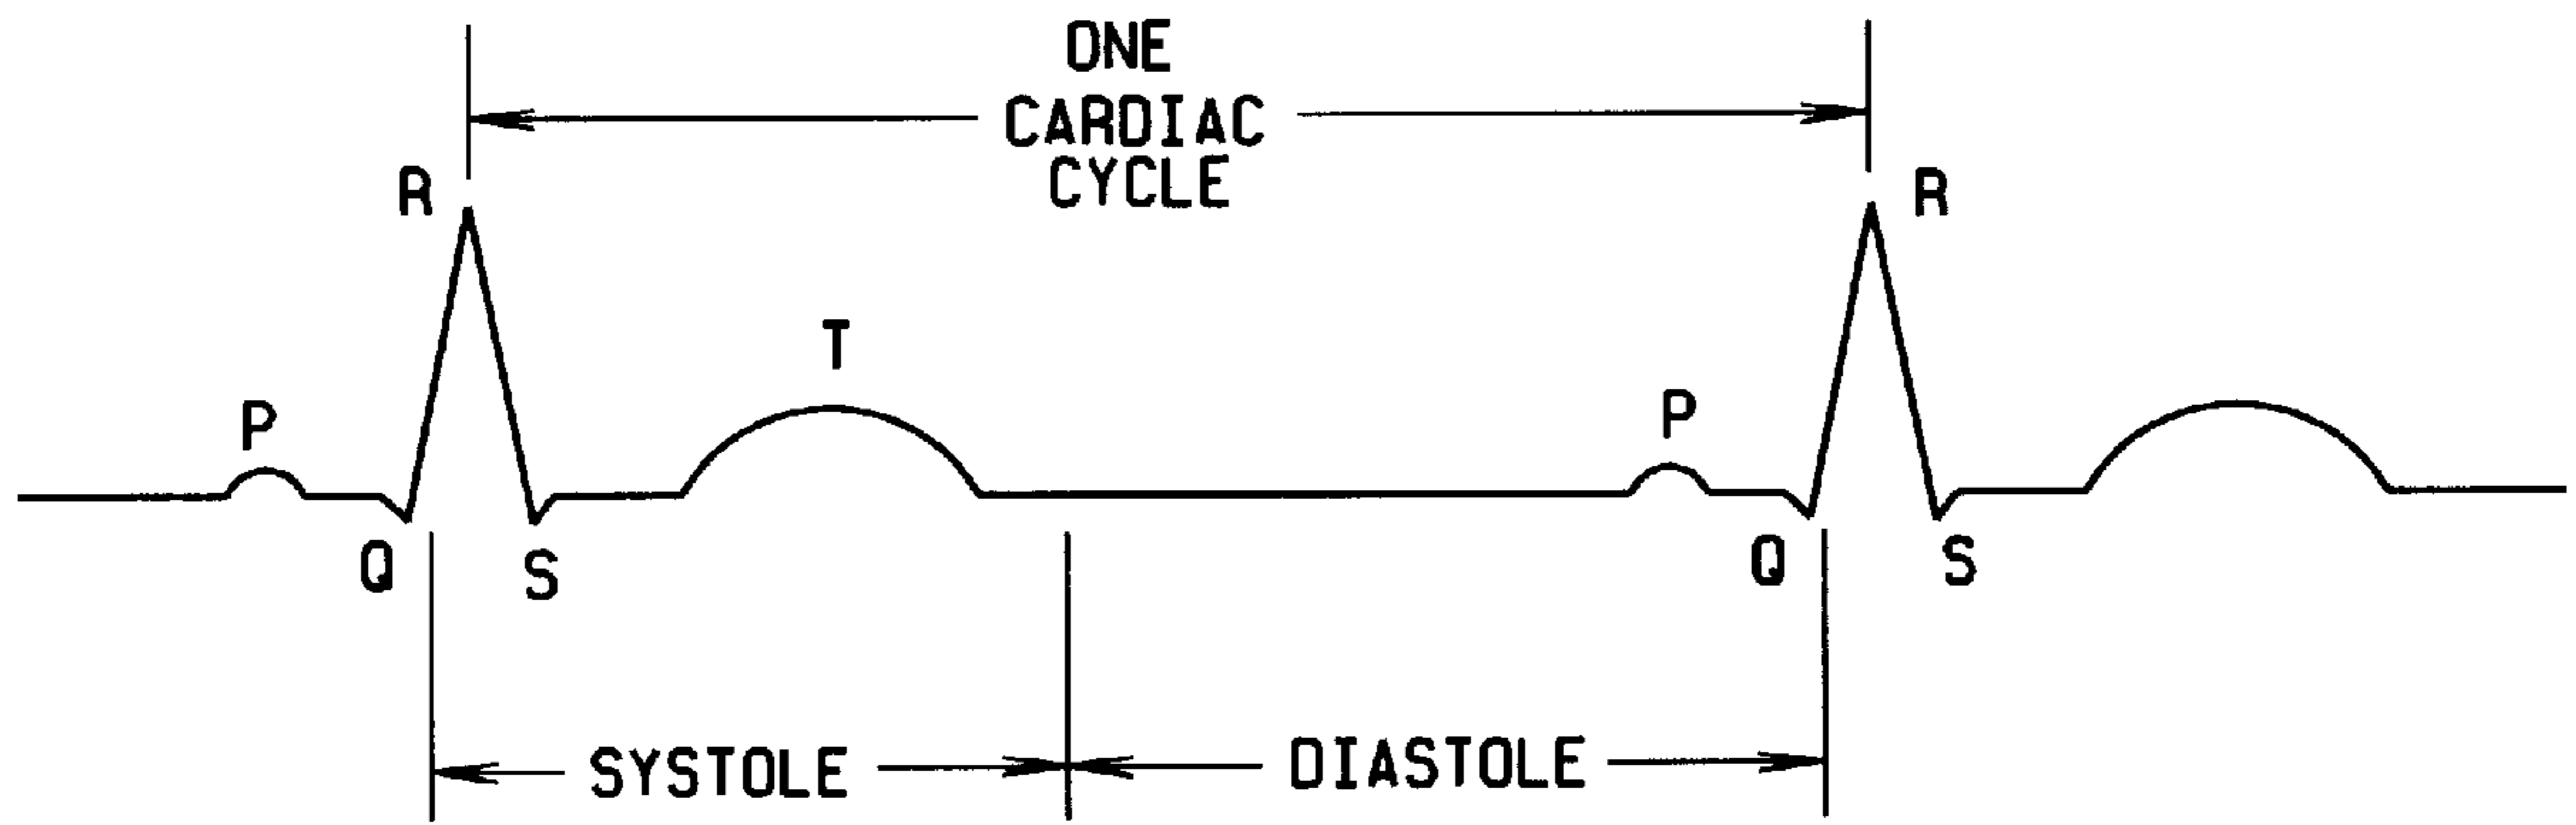 ONE
CARDIAC
CYCLE
R R
T
P P
Q S Q S
SYSTOLE DIASTOLE